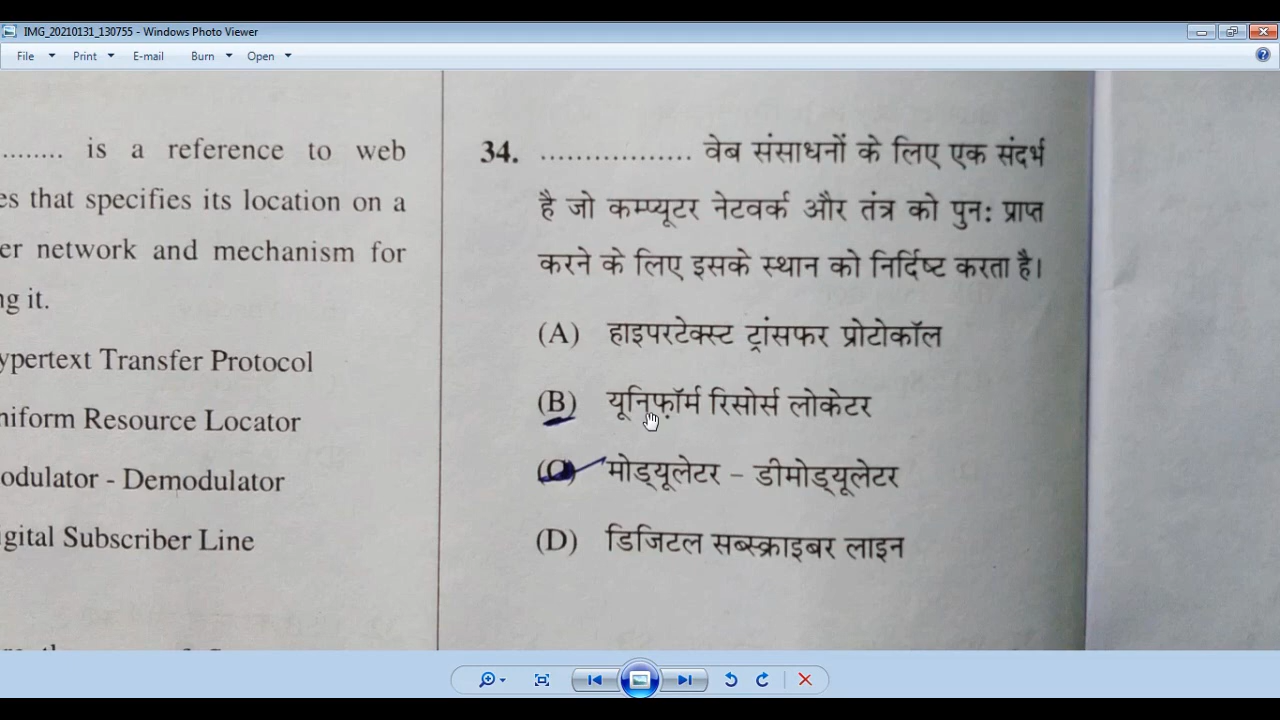 IMG_20210131_130755 - Windows Photo Viewer
File Print E-mail Burn Open
......... is a reference to web
es that specifies its location on a
er network and mechanism for
ng it.
ypertext Transfer Protocol
niform Resource Locator
odulator - Demodulator
igital Subscriber Line
34. .................. वेब संसाधनों के लिए एक संदर्भ
है जो कम्प्यूटर नेटवर्क और तंत्र को पुन: प्राप्त
करने के लिए इसके स्थान को निर्दिष्ट करता है।
(A) हाइपरटेक्स्ट ट्रांसफर प्रोटोकॉल
(B) यूनिफ़ॉर्म रिसोर्स लोकेटर
(C) मोड्यूलेटर – डीमोड्यूलेटर
(D) डिजिटल सब्स्क्राइबर लाइन